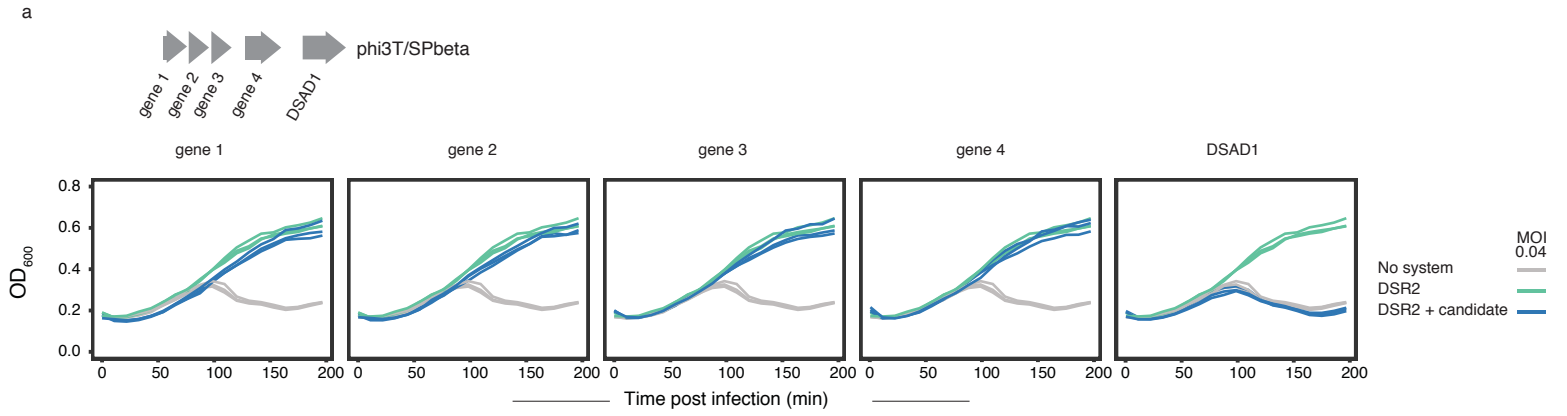 a
phi3T/SPbeta
gene 1
gene 2
gene 3
gene 4
DSAD1
gene 1 gene 2 gene 3 gene 4 DSAD1
0.8
0.6
0.4
0.2
0.0
OD600
0 50 100 150 200 0 50 100 150 200 0 50 100 150 200 0 50 100 150 200 0 50 100 150 200
Time post infection (min)
MOI
0.04
No system
DSR2
DSR2 + candidate